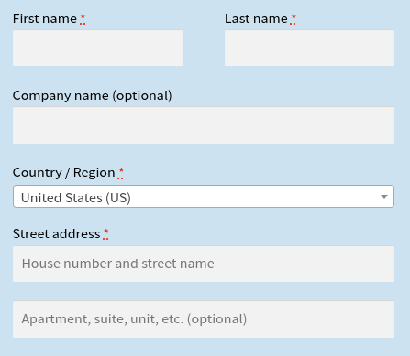 First name *
Last name *
Company name (optional)
Country / Region *
United States (US)
Street address *
House number and street name
Apartment, suite, unit, etc. (optional)